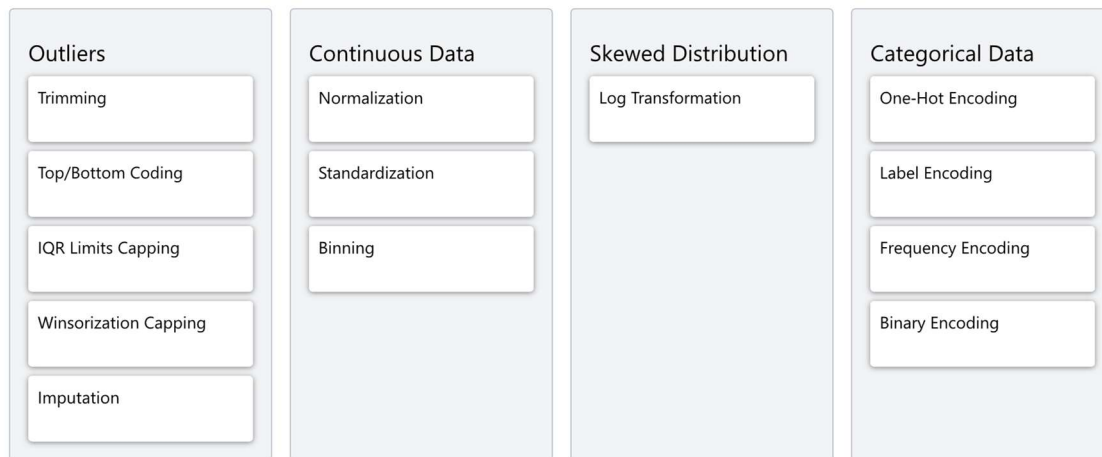 Outliers
Trimming
Top/Bottom Coding
IQR Limits Capping
Winsorization Capping
Imputation
Continuous Data
Normalization
Standardization
Binning
Skewed Distribution
Log Transformation
Categorical Data
One-Hot Encoding
Label Encoding
Frequency Encoding
Binary Encoding